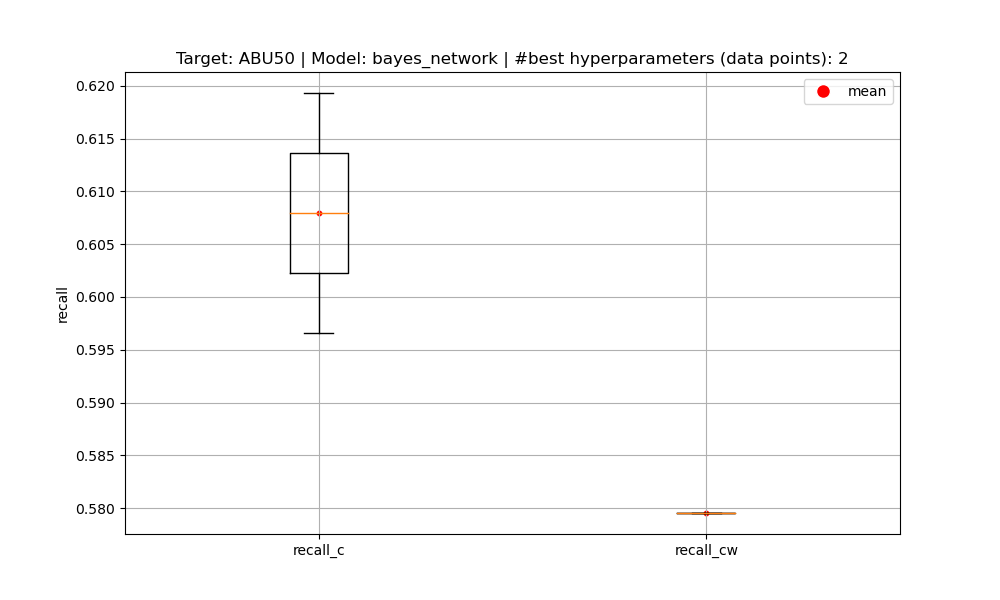 Target: ABU50 | Model: bayes_network | #best hyperparameters (data points): 2
mean
0.620
0.615
0.610
0.605
0.600
0.595
0.590
0.585
0.580
recall
recall_c
recall_cw